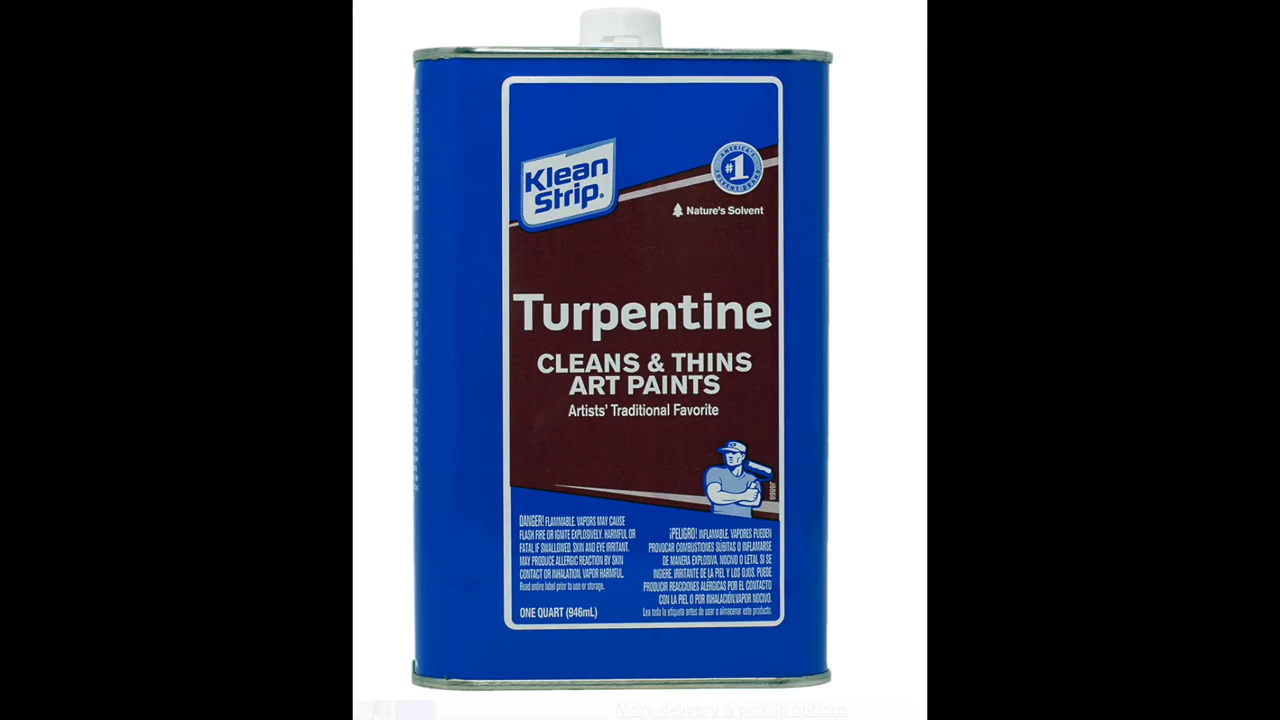 Klean
Strip®
#1
Nature's Solvent
Turpentine
CLEANS & THINS
ART PAINTS
Artists' Traditional Favorite
DANGER! FLAMMABLE. VAPORS MAY CAUSE
FLASH FIRE OR IGNITE EXPLOSIVELY. HARMFUL OR
FATAL IF SWALLOWED. SKIN AND EYE IRRITANT.
MAY PRODUCE ALLERGIC REACTION BY SKIN
CONTACT OR INHALATION. VAPOR HARMFUL.
Read entire label prior to use or storage.
ONE QUART (946mL)
¡PELIGRO! INFLAMABLE. VAPORES PUEDEN
PROVOCAR COMBUSTIONES SÚBITAS O INFLAMARSE
DE MANERA EXPLOSIVA. NOCIVO O LETAL SI SE
INGIERE. IRRITANTE DE LA PIEL Y LOS OJOS. PUEDE
PRODUCIR REACCIONES ALÉRGICAS POR EL CONTACTO
CON LA PIEL O POR INHALACIÓN.VAPOR NOCIVO.
Lea toda la etiqueta antes de usar o almacenar este producto.
More delivery & pickup options